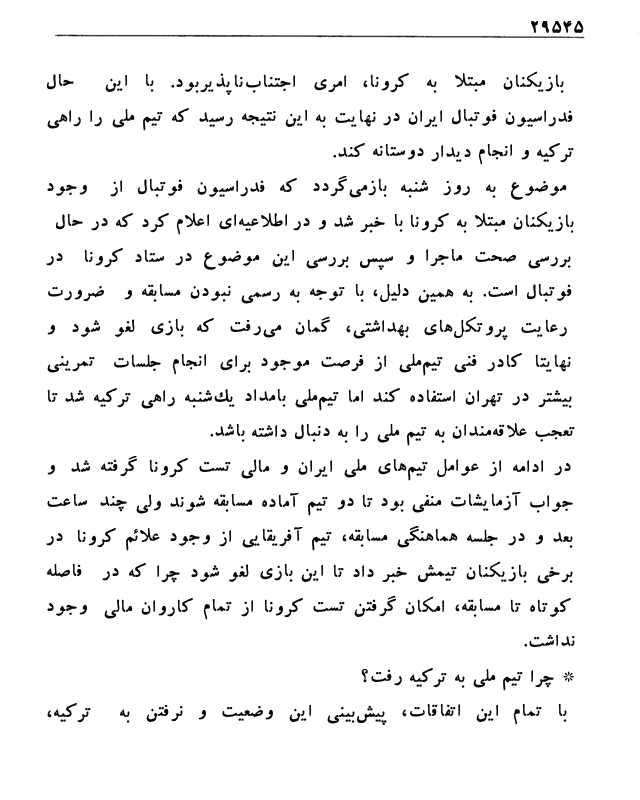 ۲۹۵۴۵
بازیکنان مبتلا به کرونا، امری اجتناب‌ناپذیربود. با این حال
فدراسیون فوتبال ایران در نهایت به این نتیجه رسید که تیم ملی را راهی
ترکیه و انجام دیدار دوستانه کند.
موضوع به روز شنبه بازمی‌گردد که فدراسیون فوتبال از وجود
بازیکنان مبتلا به کرونا با خبر شد و در اطلاعیه‌ای اعلام کرد که در حال
بررسی صحت ماجرا و سپس بررسی این موضوع در ستاد کرونا در
فوتبال است. به همین دلیل، با توجه به رسمی نبودن مسابقه و ضرورت
رعایت پروتکل‌های بهداشتی، گمان می‌رفت که بازی لغو شود و
نهایتا کادر فنی تیم‌ملی از فرصت موجود برای انجام جلسات تمرینی
بیشتر در تهران استفاده کند اما تیم‌ملی بامداد یك‌شنبه راهی ترکیه شد تا
تعجب علاقه‌مندان به تیم ملی را به دنبال داشته باشد.
در ادامه از عوامل تیم‌های ملی ایران و مالی تست کرونا گرفته شد و
جواب آزمایشات منفی بود تا دو تیم آماده مسابقه شوند ولی چند ساعت
بعد و در جلسه هماهنگی مسابقه، تیم آفریقایی از وجود علائم کرونا در
برخی بازیکنان تیمش خبر داد تا این بازی لغو شود چرا که در فاصله
کوتاه تا مسابقه، امکان گرفتن تست کرونا از تمام کاروان مالی وجود
نداشت.
* چرا تیم ملی به ترکیه رفت؟
با تمام این اتفاقات، پیش‌بینی این وضعیت و نرفتن به ترکیه،